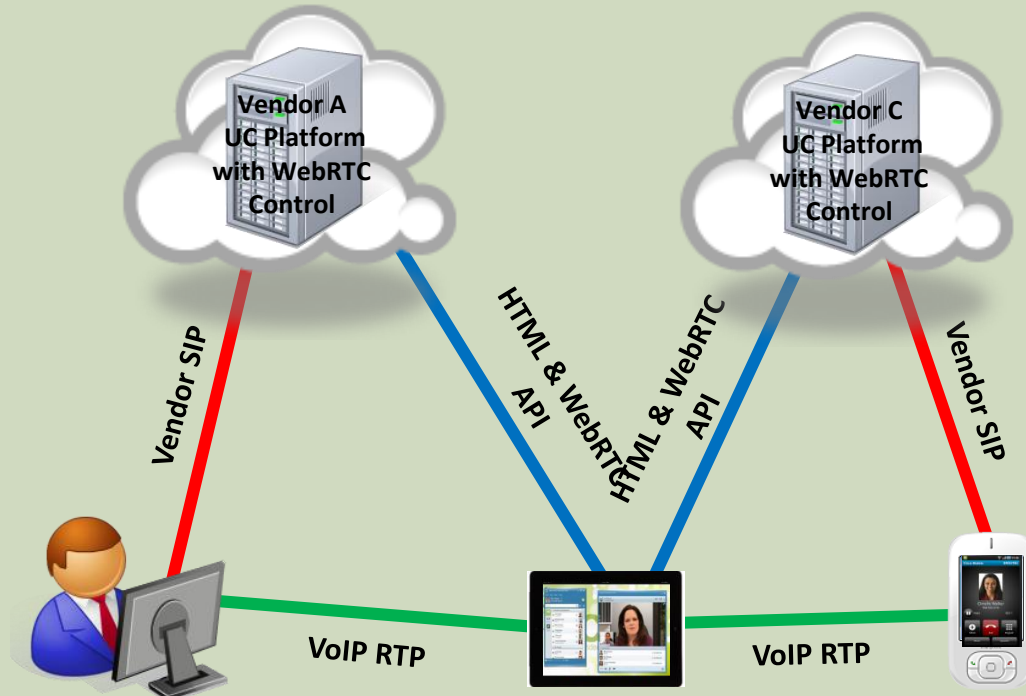 Vendor A
UC Platform
with WebRTC
Control
Vendor C
UC Platform
with WebRTC
Control
Vendor SIP
HTML & WebRTC
API
HTML & WebRTC
API
Vendor SIP
VoIP RTP
VoIP RTP